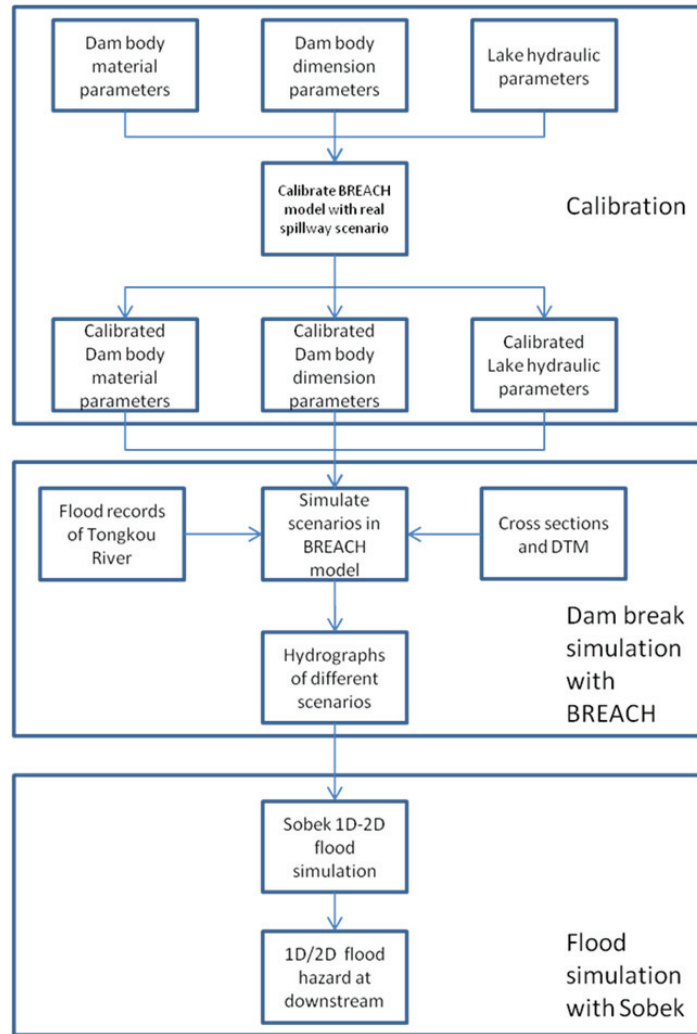 Dam body
material
parameters
Dam body
dimension
parameters
Lake hydraulic
parameters
Calibrate BREACH
model with real
spillway scenario
Calibration
Calibrated
Dam body
material
parameters
Calibrated
Dam body
dimension
parameters
Calibrated
Lake hydraulic
parameters
Flood records
of Tongkou
River
Simulate
scenarios in
BREACH
model
Cross sections
and DTM
Hydrographs
of different
scenarios
Dam break
simulation
with
BREACH
Sobek 1D-2D
flood
simulation
1D/2D flood
hazard at
downstream
Flood
simulation
with Sobek